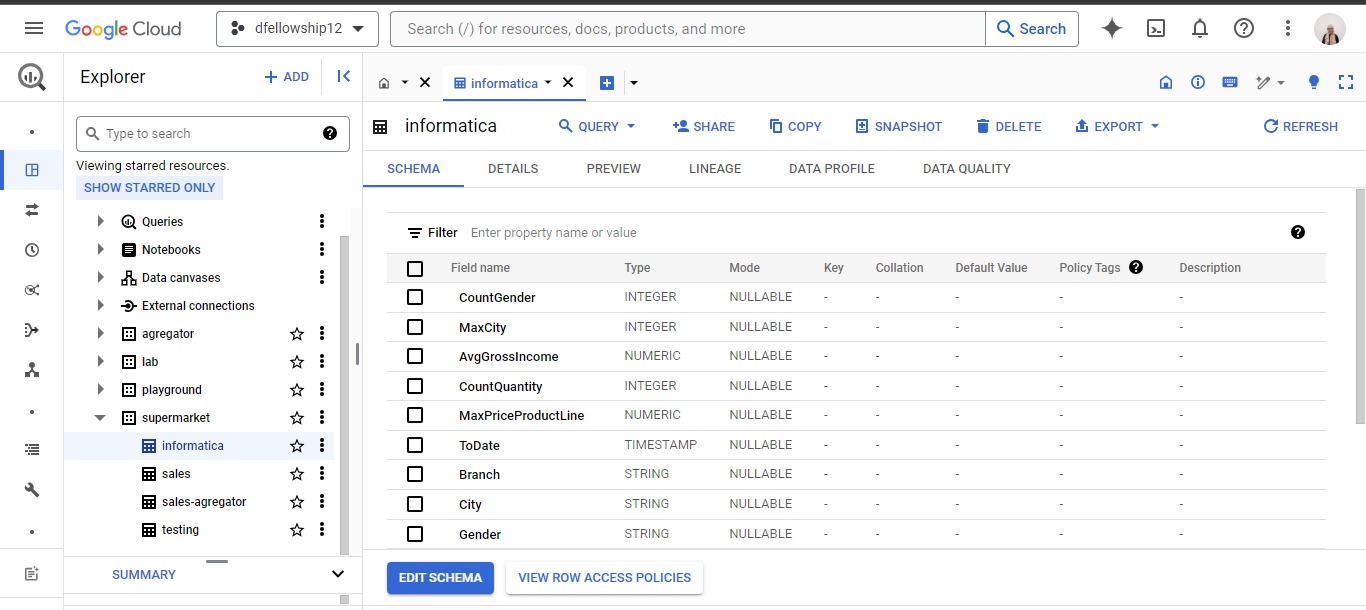 Google Cloud
dfellowship12
Search (/) for resources, docs, products, and more
Search
Explorer
+ ADD
informatica
Type to search
Viewing starred resources.
SHOW STARRED ONLY
Queries
Notebooks
Data canvases
External connections
agregator
lab
playground
supermarket
informatica
sales
sales-agregator
testing
SUMMARY
informatica
QUERY
SHARE
COPY
SNAPSHOT
DELETE
EXPORT
REFRESH
SCHEMA DETAILS PREVIEW LINEAGE DATA PROFILE DATA QUALITY
Filter Enter property name or value
Field name Type Mode Key Collation Default Value Policy Tags Description
CountGender INTEGER NULLABLE - - - - -
MaxCity INTEGER NULLABLE - - - - -
AvgGrossIncome NUMERIC NULLABLE - - - - -
CountQuantity INTEGER NULLABLE - - - - -
MaxPriceProductLine NUMERIC NULLABLE - - - - -
ToDate TIMESTAMP NULLABLE - - - - -
Branch STRING NULLABLE - - - - -
City STRING NULLABLE - - - - -
Gender STRING NULLABLE - - - - -
EDIT SCHEMA
VIEW ROW ACCESS POLICIES